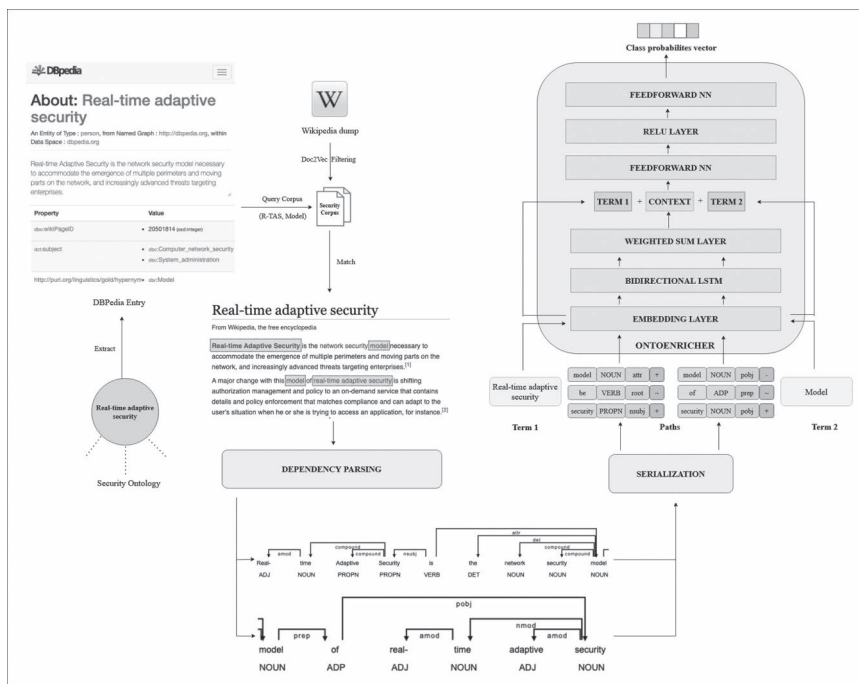 DBpedia
About: Real-time adaptive
security
An Entity of Type : person, from Named Graph : http://dbpedia.org, within
Data Space : dbpedia.org
Real-time Adaptive Security is the network security model necessary
to accommodate the emergence of multiple perimeters and moving
parts on the network, and increasingly advanced threats targeting
enterprises.
Property Value
dbo:wikiPageID • 20501814 (xsd:integer)
dct:subject • dbc:Computer_network_security
• dbc:System_administration
http://purl.org/linguistics/gold/hypernym • dbr:Model
DBPedia Entry
Extract
Real-time adaptive
security
Security Ontology
W
Wikipedia dump
Doc2Vec Filtering
Query Corpus
(R-TAS, Model)
Security
Corpus
Match
Real-time adaptive security
From Wikipedia, the free encyclopedia
Real-time Adaptive Security is the network security model necessary to
accommodate the emergence of multiple perimeters and moving parts on the
network, and increasingly advanced threats targeting enterprises.[1]
A major change with this model of real-time adaptive security is shifting
authorization management and policy to an on-demand service that contains
details and policy enforcement that matches compliance and can adapt to the
user's situation when he or she is trying to access an application, for instance.[2]
DEPENDENCY PARSING
attr
det
compound compound
amod compound nsubj compound
Real- time Adaptive Security is the network security model
ADJ NOUN PROPN PROPN VERB DET NOUN NOUN NOUN
pobj
nmod
prep amod amod
model of real- time adaptive security
NOUN ADP ADJ NOUN ADJ NOUN
Class probabilites vector
FEEDFORWARD NN
RELU LAYER
FEEDFORWARD NN
TERM 1 + CONTEXT + TERM 2
WEIGHTED SUM LAYER
BIDIRECTIONAL LSTM
EMBEDDING LAYER
ONTOENRICHER
Real-time adaptive
security
Term 1
model NOUN attr +
be VERB root ~
security PROPN nsubj +
model NOUN pobj -
of ADP prep ~
security NOUN pobj +
Paths
Model
Term 2
SERIALIZATION